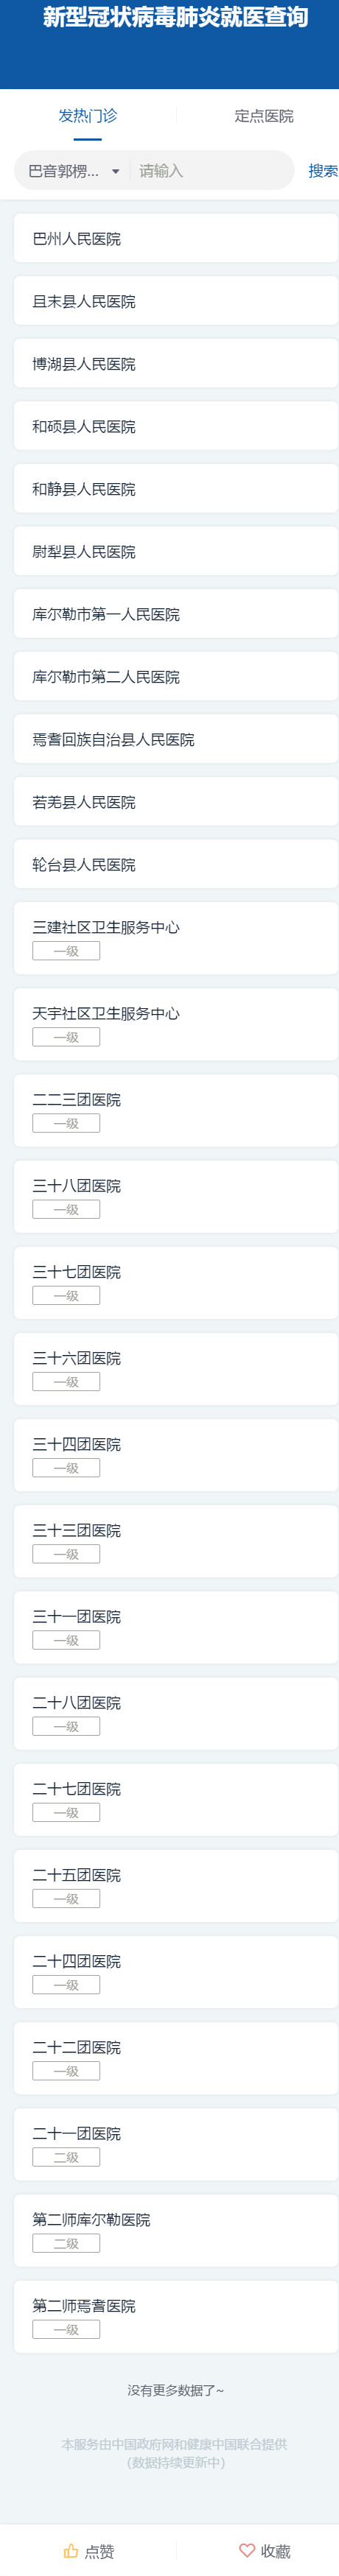 新型冠状病毒肺炎就医查询
发热门诊
定点医院
巴音郭楞...
请输入
搜索
巴州人民医院
且末县人民医院
博湖县人民医院
和硕县人民医院
和静县人民医院
尉犁县人民医院
库尔勒市第一人民医院
库尔勒市第二人民医院
焉耆回族自治县人民医院
若羌县人民医院
轮台县人民医院
三建社区卫生服务中心
一级
天宇社区卫生服务中心
一级
二二三团医院
一级
三十八团医院
一级
三十七团医院
一级
三十六团医院
一级
三十四团医院
一级
三十三团医院
一级
三十一团医院
一级
二十八团医院
一级
二十七团医院
一级
二十五团医院
一级
二十四团医院
一级
二十二团医院
一级
二十一团医院
二级
第二师库尔勒医院
二级
第二师焉耆医院
一级
没有更多数据了~
本服务由中国政府网和健康中国联合提供
(数据持续更新中)
点赞
收藏